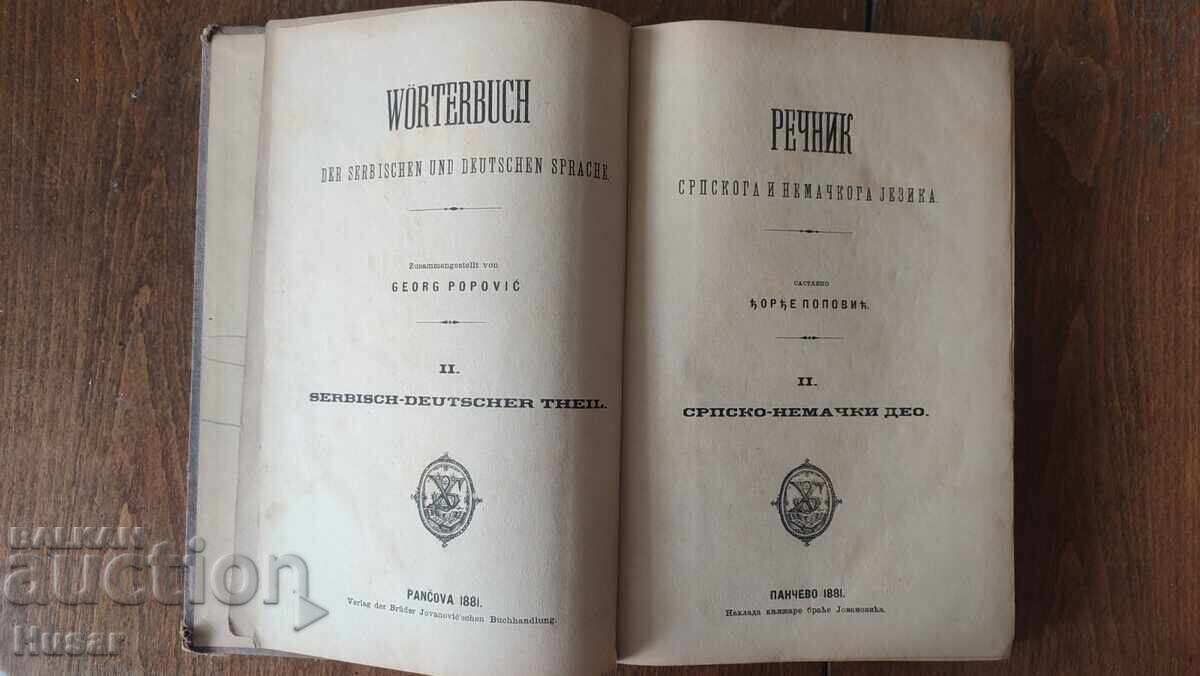 WÖRTERBUCH
DER SERBISCHEN UND DEUTSCHEN SPRACHE.
Zusammengestellt von
GEORG POPOVIĆ
II.
SERBISCH-DEUTSCHER THEIL.
PANČOVA 1881.
Verlag der Brüder Jovanović'schen Buchhandlung.
РЕЧНИК
СРПСКОГА И НЕМАЧКОГА ЈЕЗИКА.
САСТАВИО
ЂОРЂЕ ПОПОВИЋ.
II.
СРПСКО-НЕМАЧКИ ДЕО.
ПАНЧЕВО 1881.
Наклада књижаре браће Јовановића.
BALKAN
auction
Husar